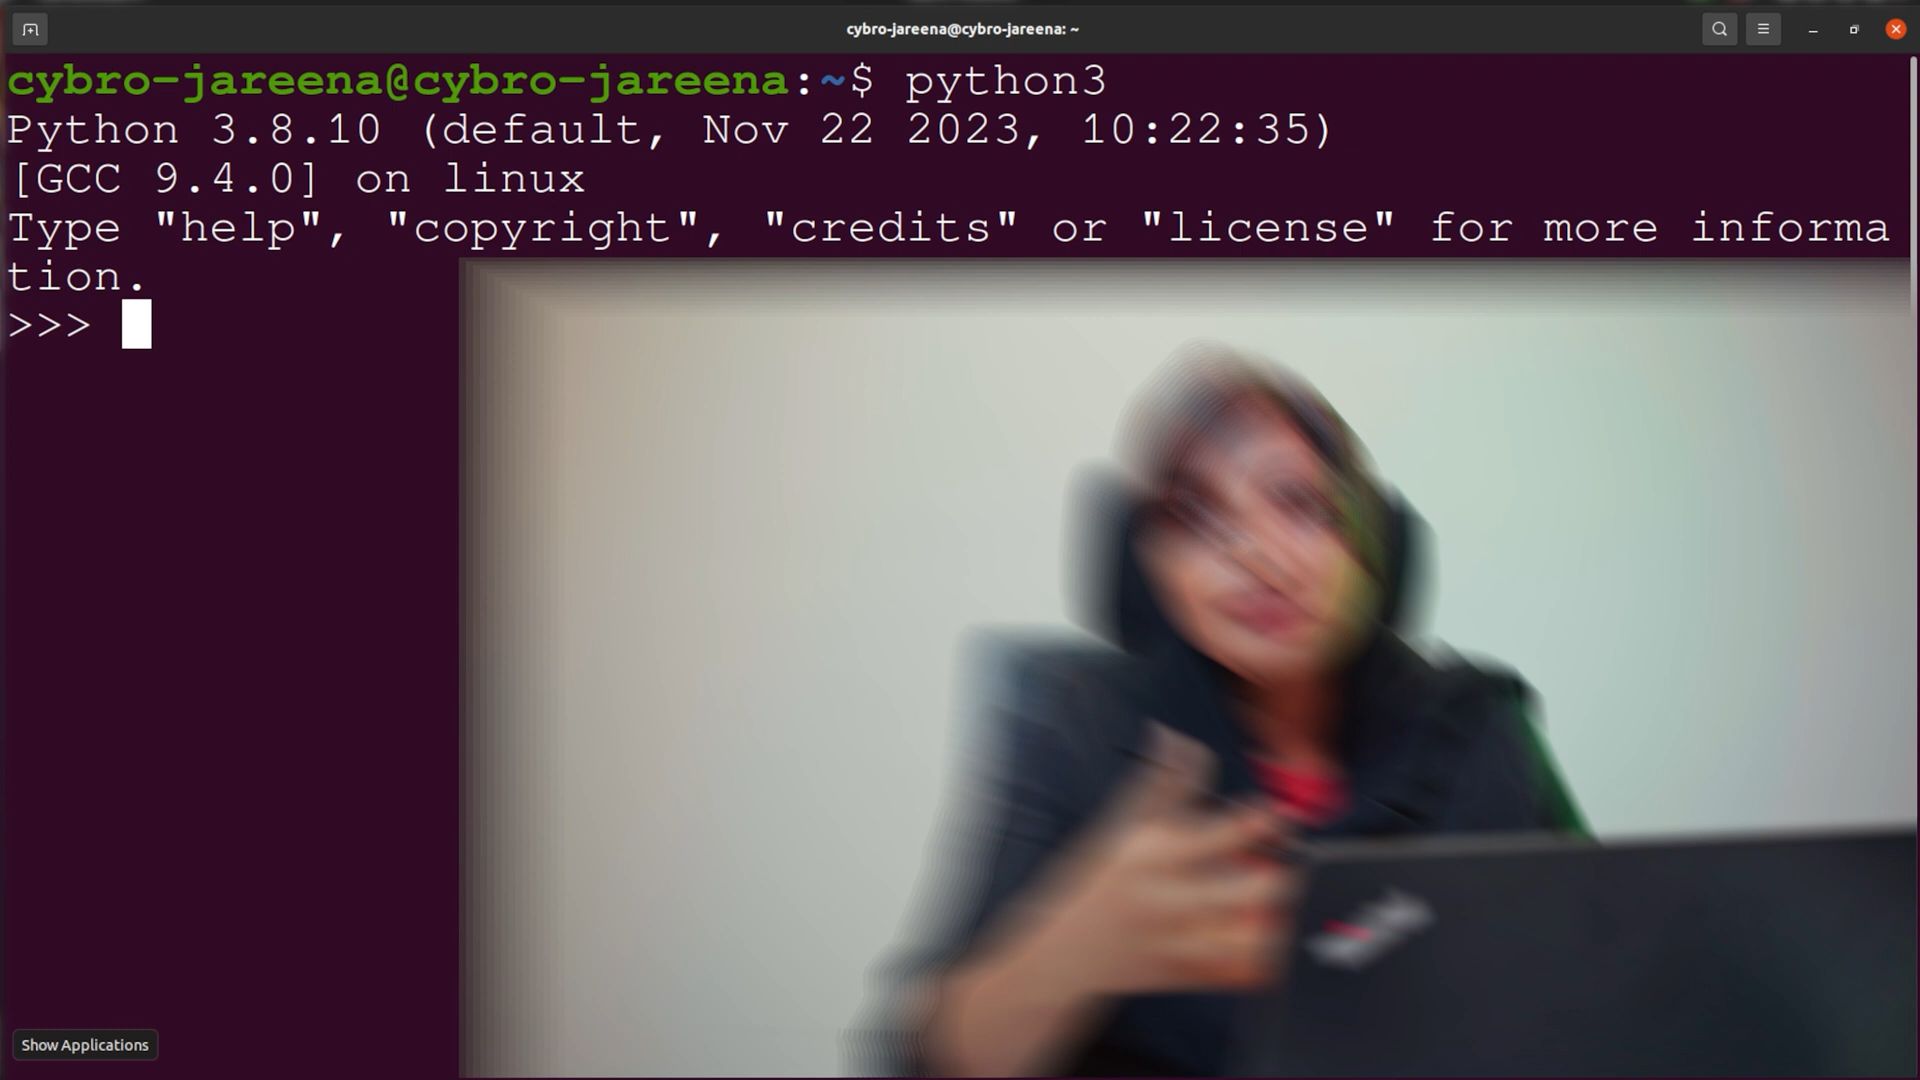 cybro-jareena@cybro-jareena: ~
cybro-jareena@cybro-jareena:~$ python3
Python 3.8.10 (default, Nov 22 2023, 10:22:35)
[GCC 9.4.0] on linux
Type "help", "copyright", "credits" or "license" for more informa
tion.
>>>
Show Applications